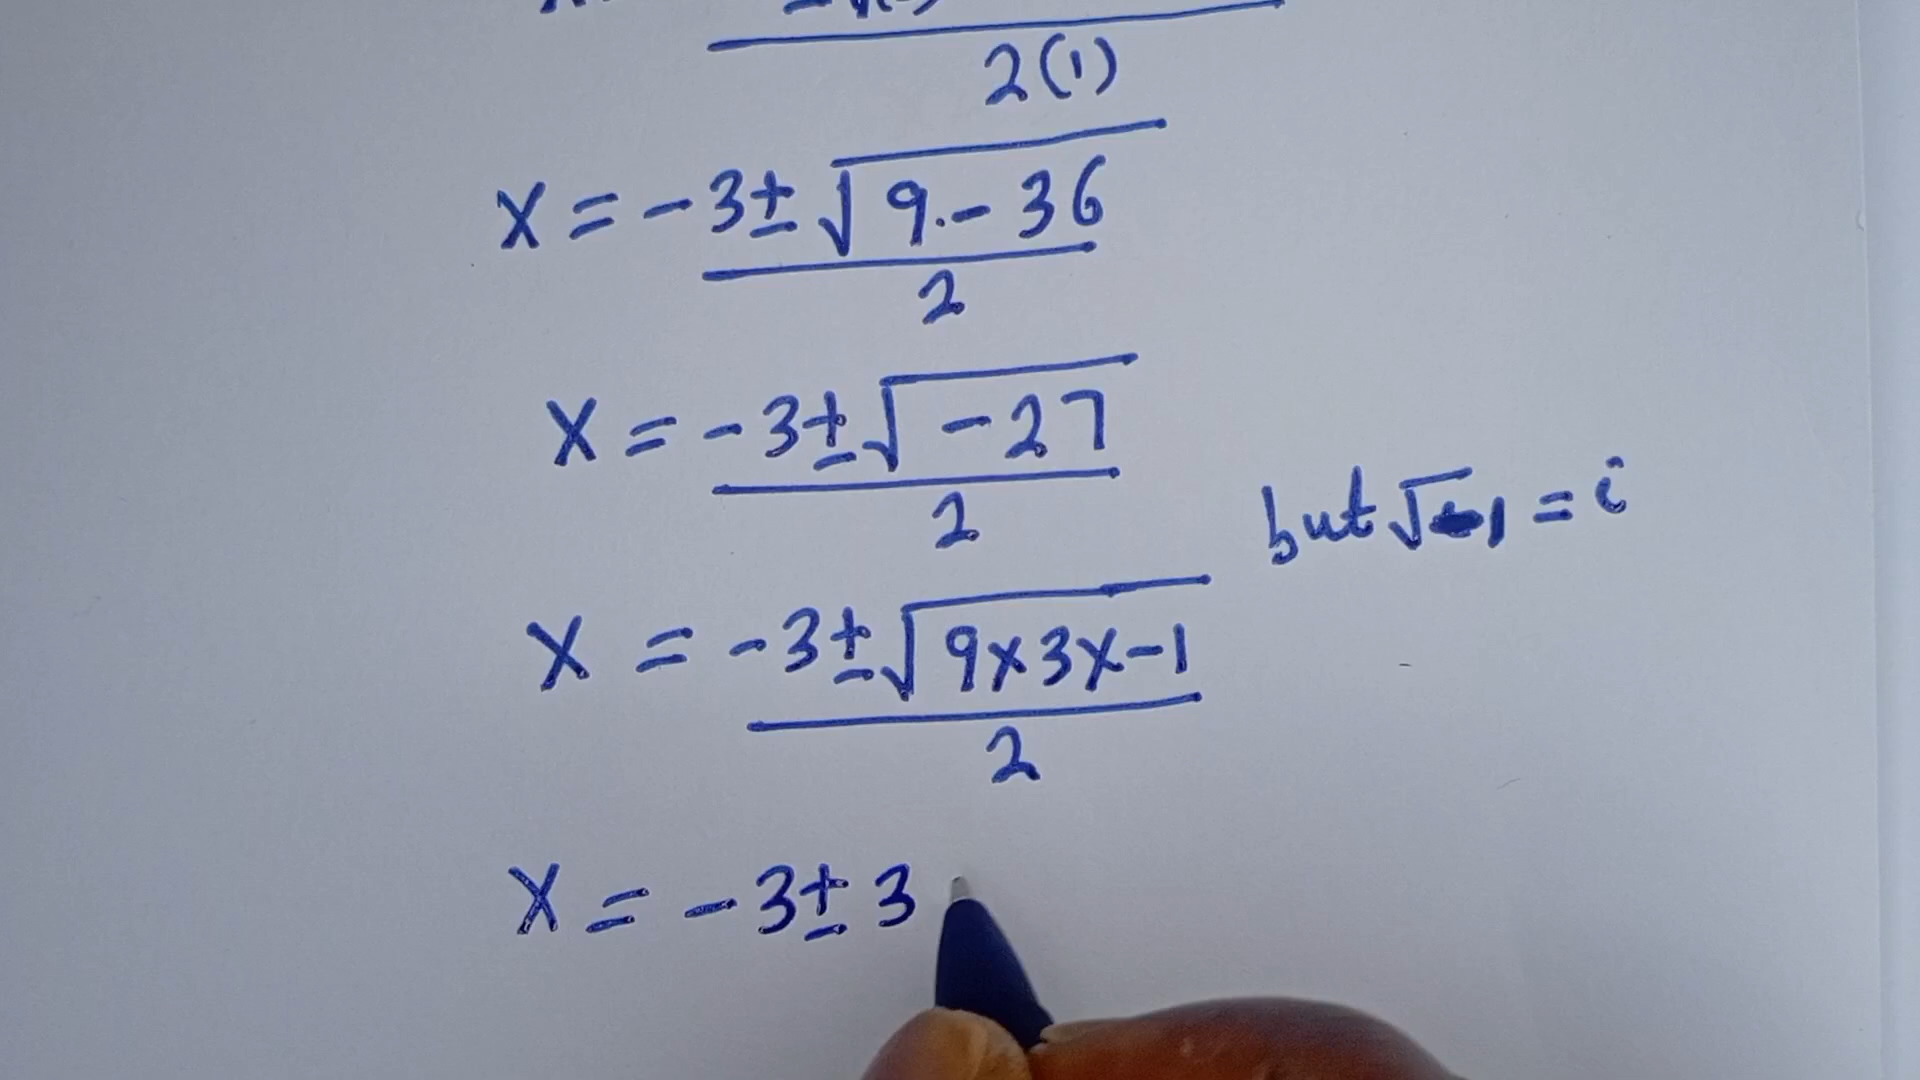 2(1)
x = -3 ± √9.-36
2
x = -3 ± √-27
2
but √-1 = i
x = -3 ± √9x3x-1
2
x = -3 ± 3